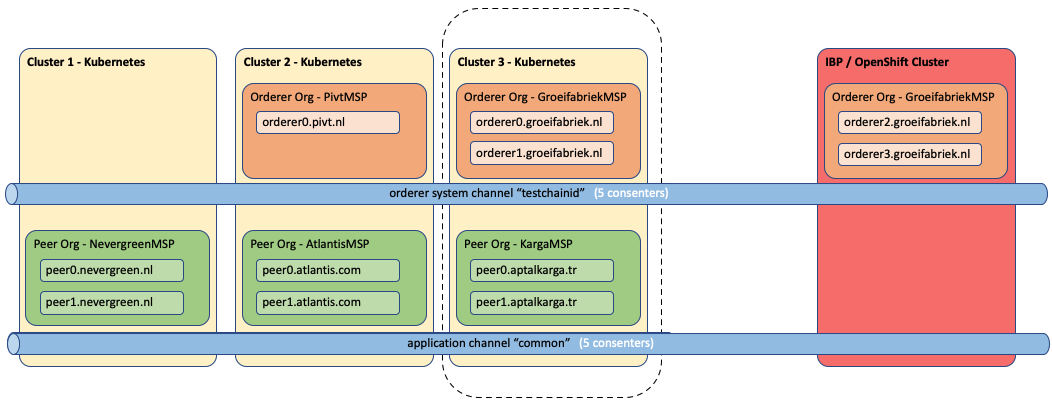 Cluster 1 - Kubernetes
Cluster 2 - Kubernetes
Cluster 3 - Kubernetes
IBP / OpenShift Cluster
Orderer Org - PivtMSP
orderer0.pivt.nl
Orderer Org - GroeifabriekMSP
orderer0.groeifabriek.nl
orderer1.groeifabriek.nl
Orderer Org - GroeifabriekMSP
orderer2.groeifabriek.nl
orderer3.groeifabriek.nl
orderer system channel “testchainid” (5 consenters)
Peer Org - NevergreenMSP
peer0.nevergreen.nl
peer1.nevergreen.nl
Peer Org - AtlantisMSP
peer0.atlantis.com
peer1.atlantis.com
Peer Org - KargaMSP
peer0.aptalkarga.tr
peer1.aptalkarga.tr
application channel “common” (5 consenters)